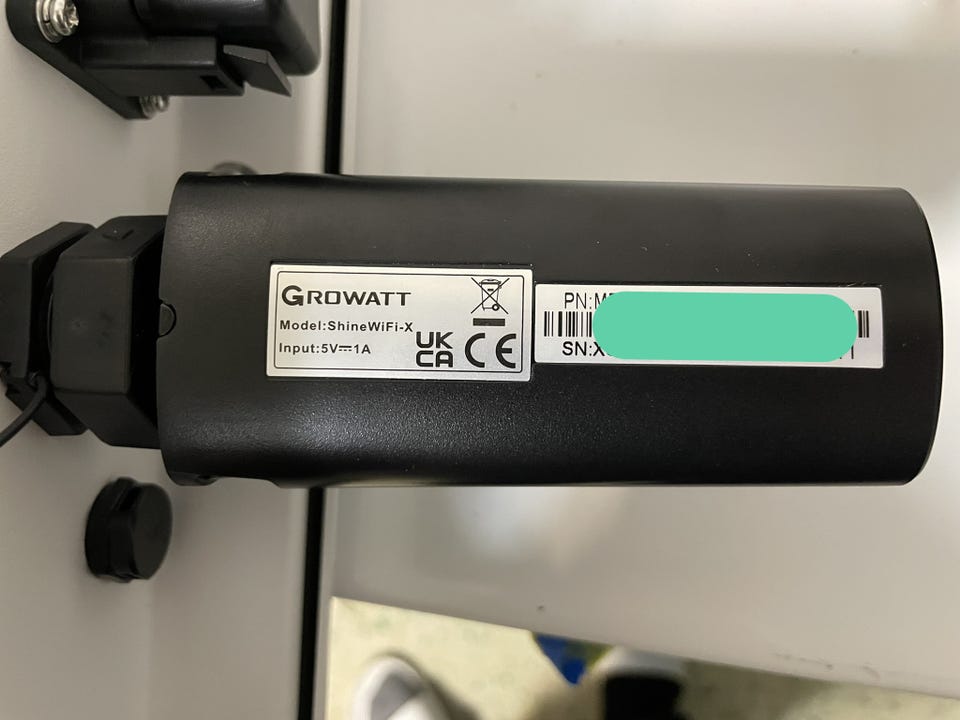 GROWATT
Model:ShineWiFi-X
Input:5V⎓1A
UK
CA
CE
PN:M
SN:X